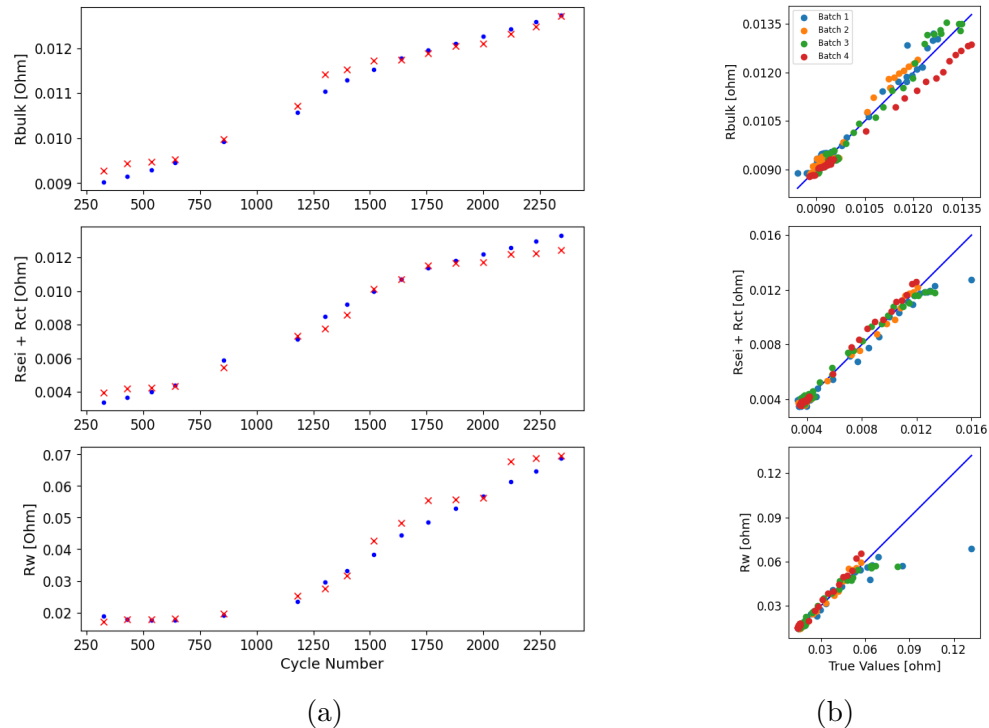 Rbulk [Ohm]
0.012
0.011
0.010
0.009
250 500 750 1000 1250 1500 1750 2000 2250
Rsei + Rct [Ohm]
0.012
0.010
0.008
0.006
0.004
250 500 750 1000 1250 1500 1750 2000 2250
Rw [Ohm]
0.07
0.06
0.05
0.04
0.03
0.02
250 500 750 1000 1250 1500 1750 2000 2250
Cycle Number
(a)
Rbulk [Ohm]
0.0135
0.0120
0.0105
0.0090
Batch 1
Batch 2
Batch 3
Batch 4
0.0090 0.0105 0.0120 0.0135
Rsei + Rct [Ohm]
0.016
0.012
0.008
0.004
0.004 0.008 0.012 0.016
Rw [ohm]
0.12
0.09
0.06
0.03
0.03 0.06 0.09 0.12
True Values [ohm]
(b)